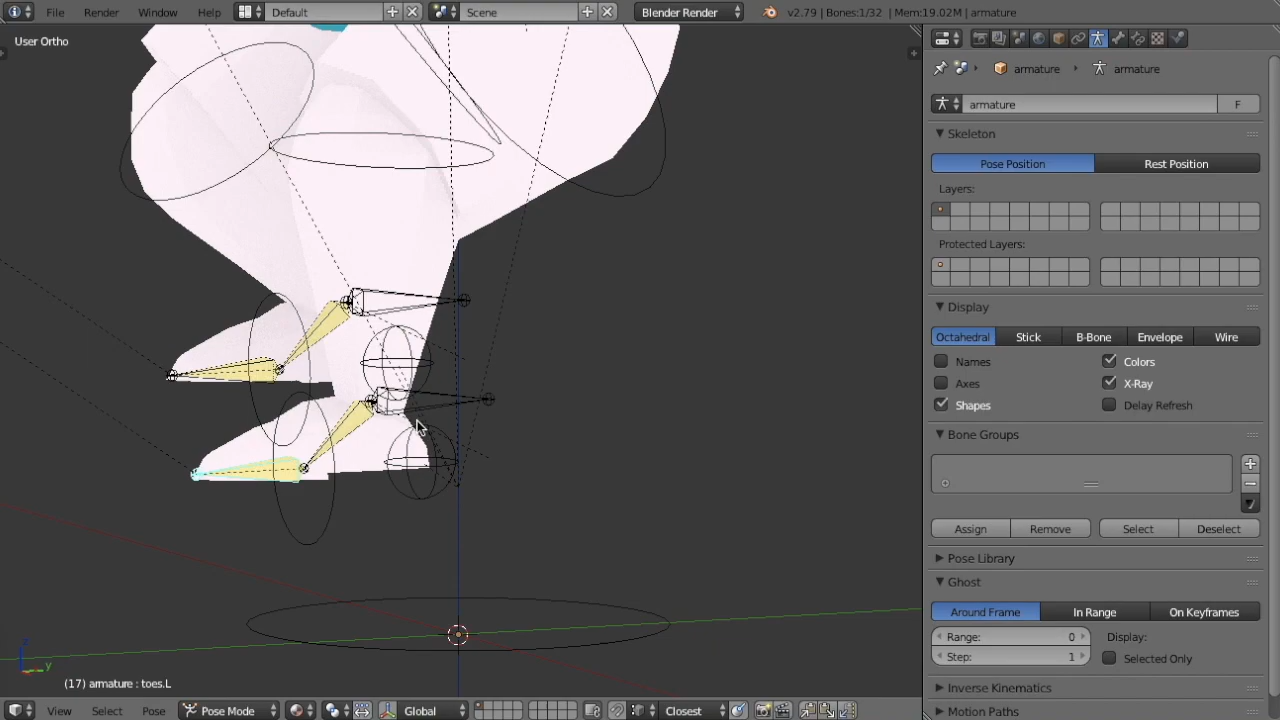 File Render Window Help Default Scene Blender Render v2.79 | Bones:1/32 | Mem:19.02M | armature
User Ortho
armature armature
armature F
Skeleton
Pose Position Rest Position
Layers:
Protected Layers:
Display
Octahedral Stick B-Bone Envelope Wire
Names Colors
Axes X-Ray
Shapes Delay Refresh
Bone Groups
Assign Remove Select Deselect
Pose Library
Ghost
Around Frame In Range On Keyframes
Range: 0 Display:
Step: 1 Selected Only
Inverse Kinematics
Motion Paths
z
y
(17) armature : toes.L
View Select Pose Pose Mode Global Closest